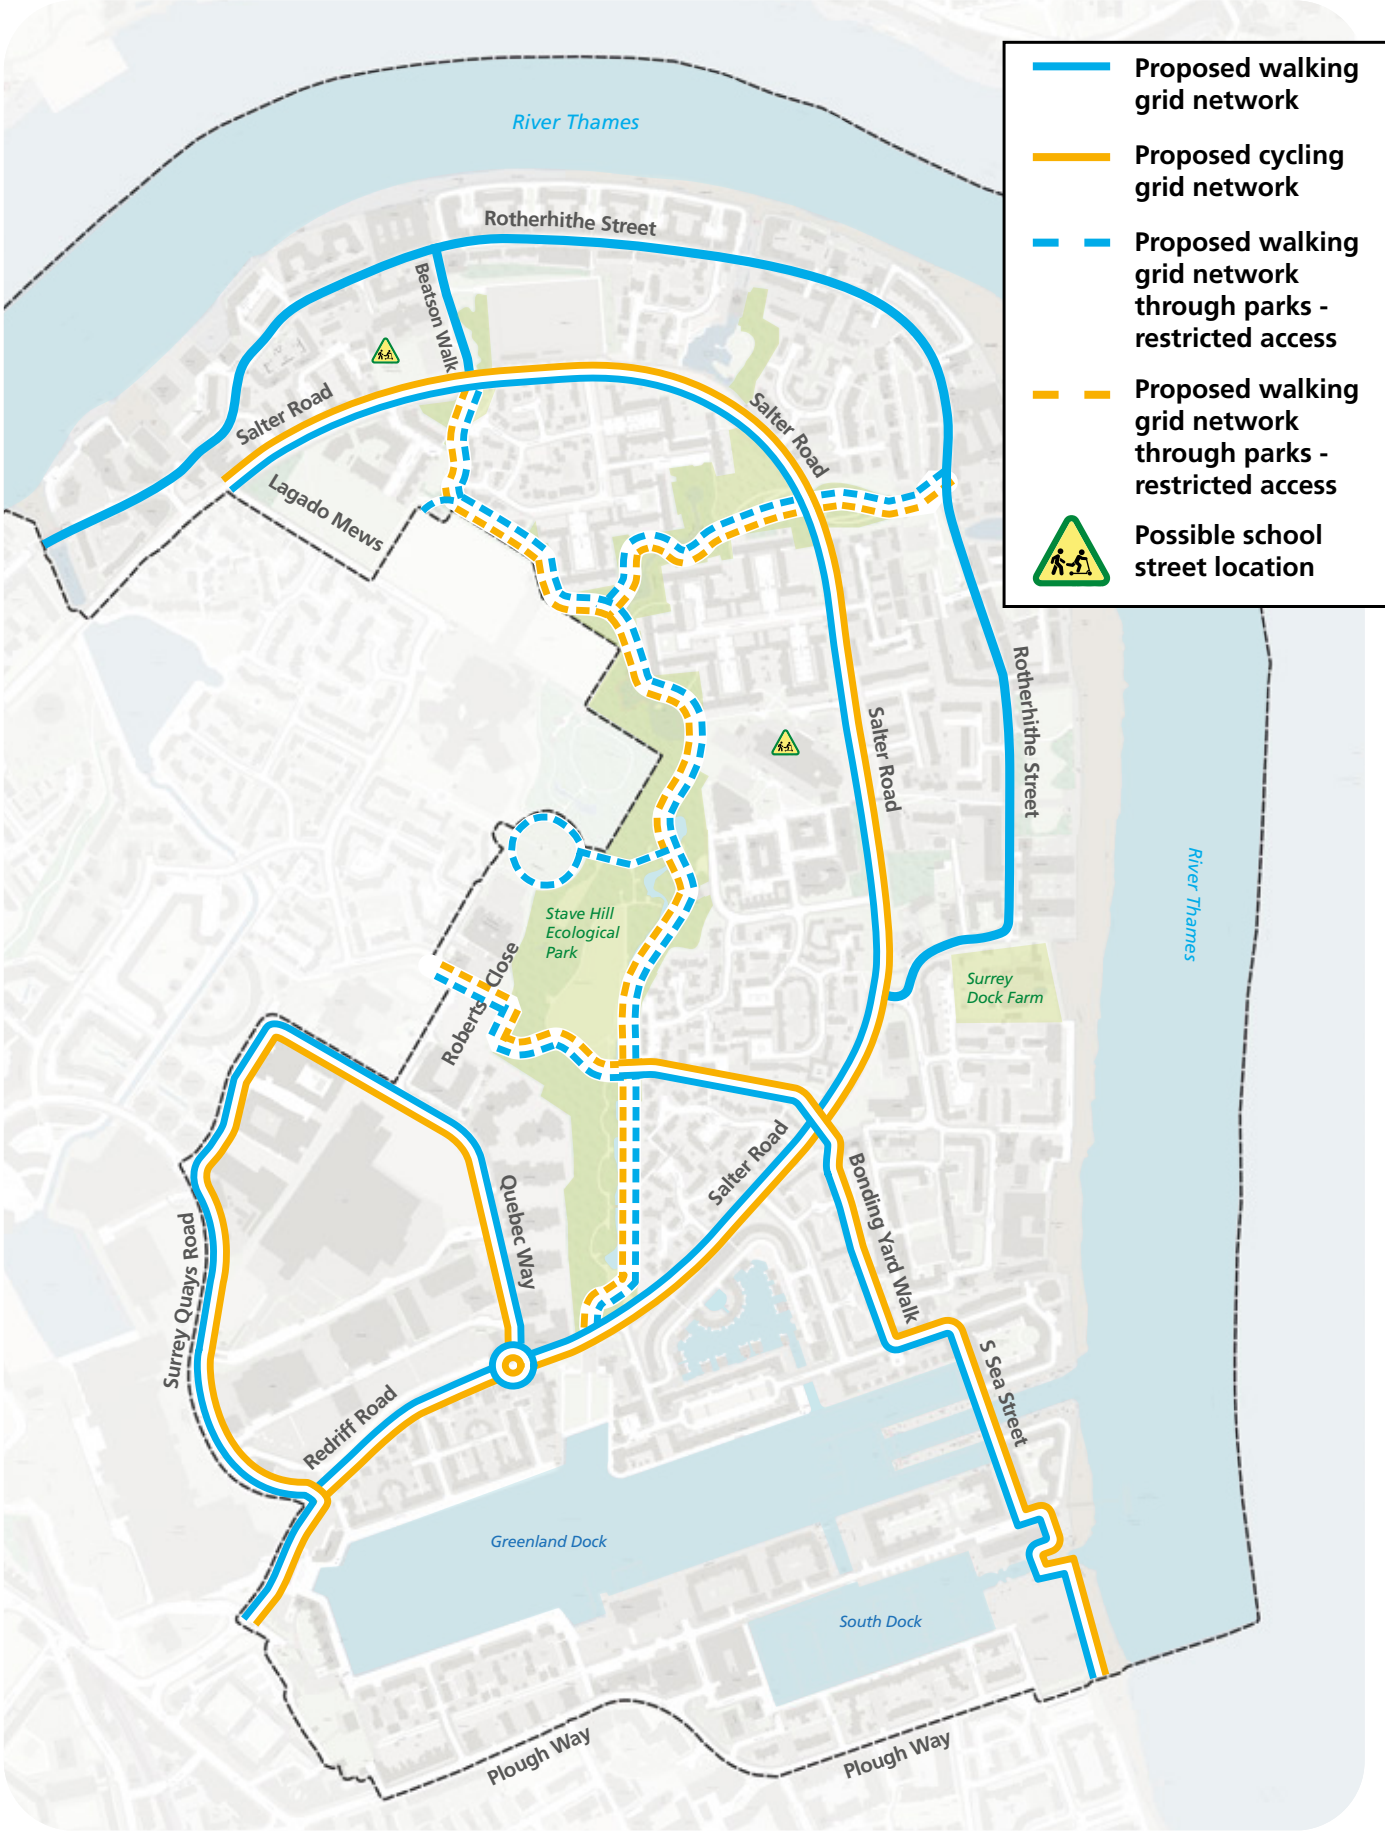 Proposed walking
grid network
Proposed cycling
grid network
Proposed walking
grid network
through parks -
restricted access
Proposed walking
grid network
through parks -
restricted access
Possible school
street location
River Thames
Rotherhithe Street
Beatson Walk
Salter Road
Salter Road
Lagado Mews
Rotherhithe Street
Salter Road
River Thames
Stave Hill
Ecological
Park
Surrey
Dock Farm
Roberts Close
Salter Road
Bonding Yard Walk
Quebec Way
Surrey Quays Road
S Sea Street
Redriff Road
Greenland Dock
South Dock
Plough Way
Plough Way